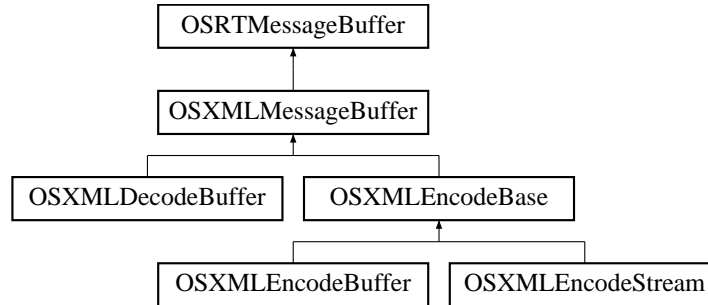 OSRTMessageBuffer
OSXMLMessageBuffer
OSXMLDecodeBuffer
OSXMLEncodeBase
OSXMLEncodeBuffer
OSXMLEncodeStream